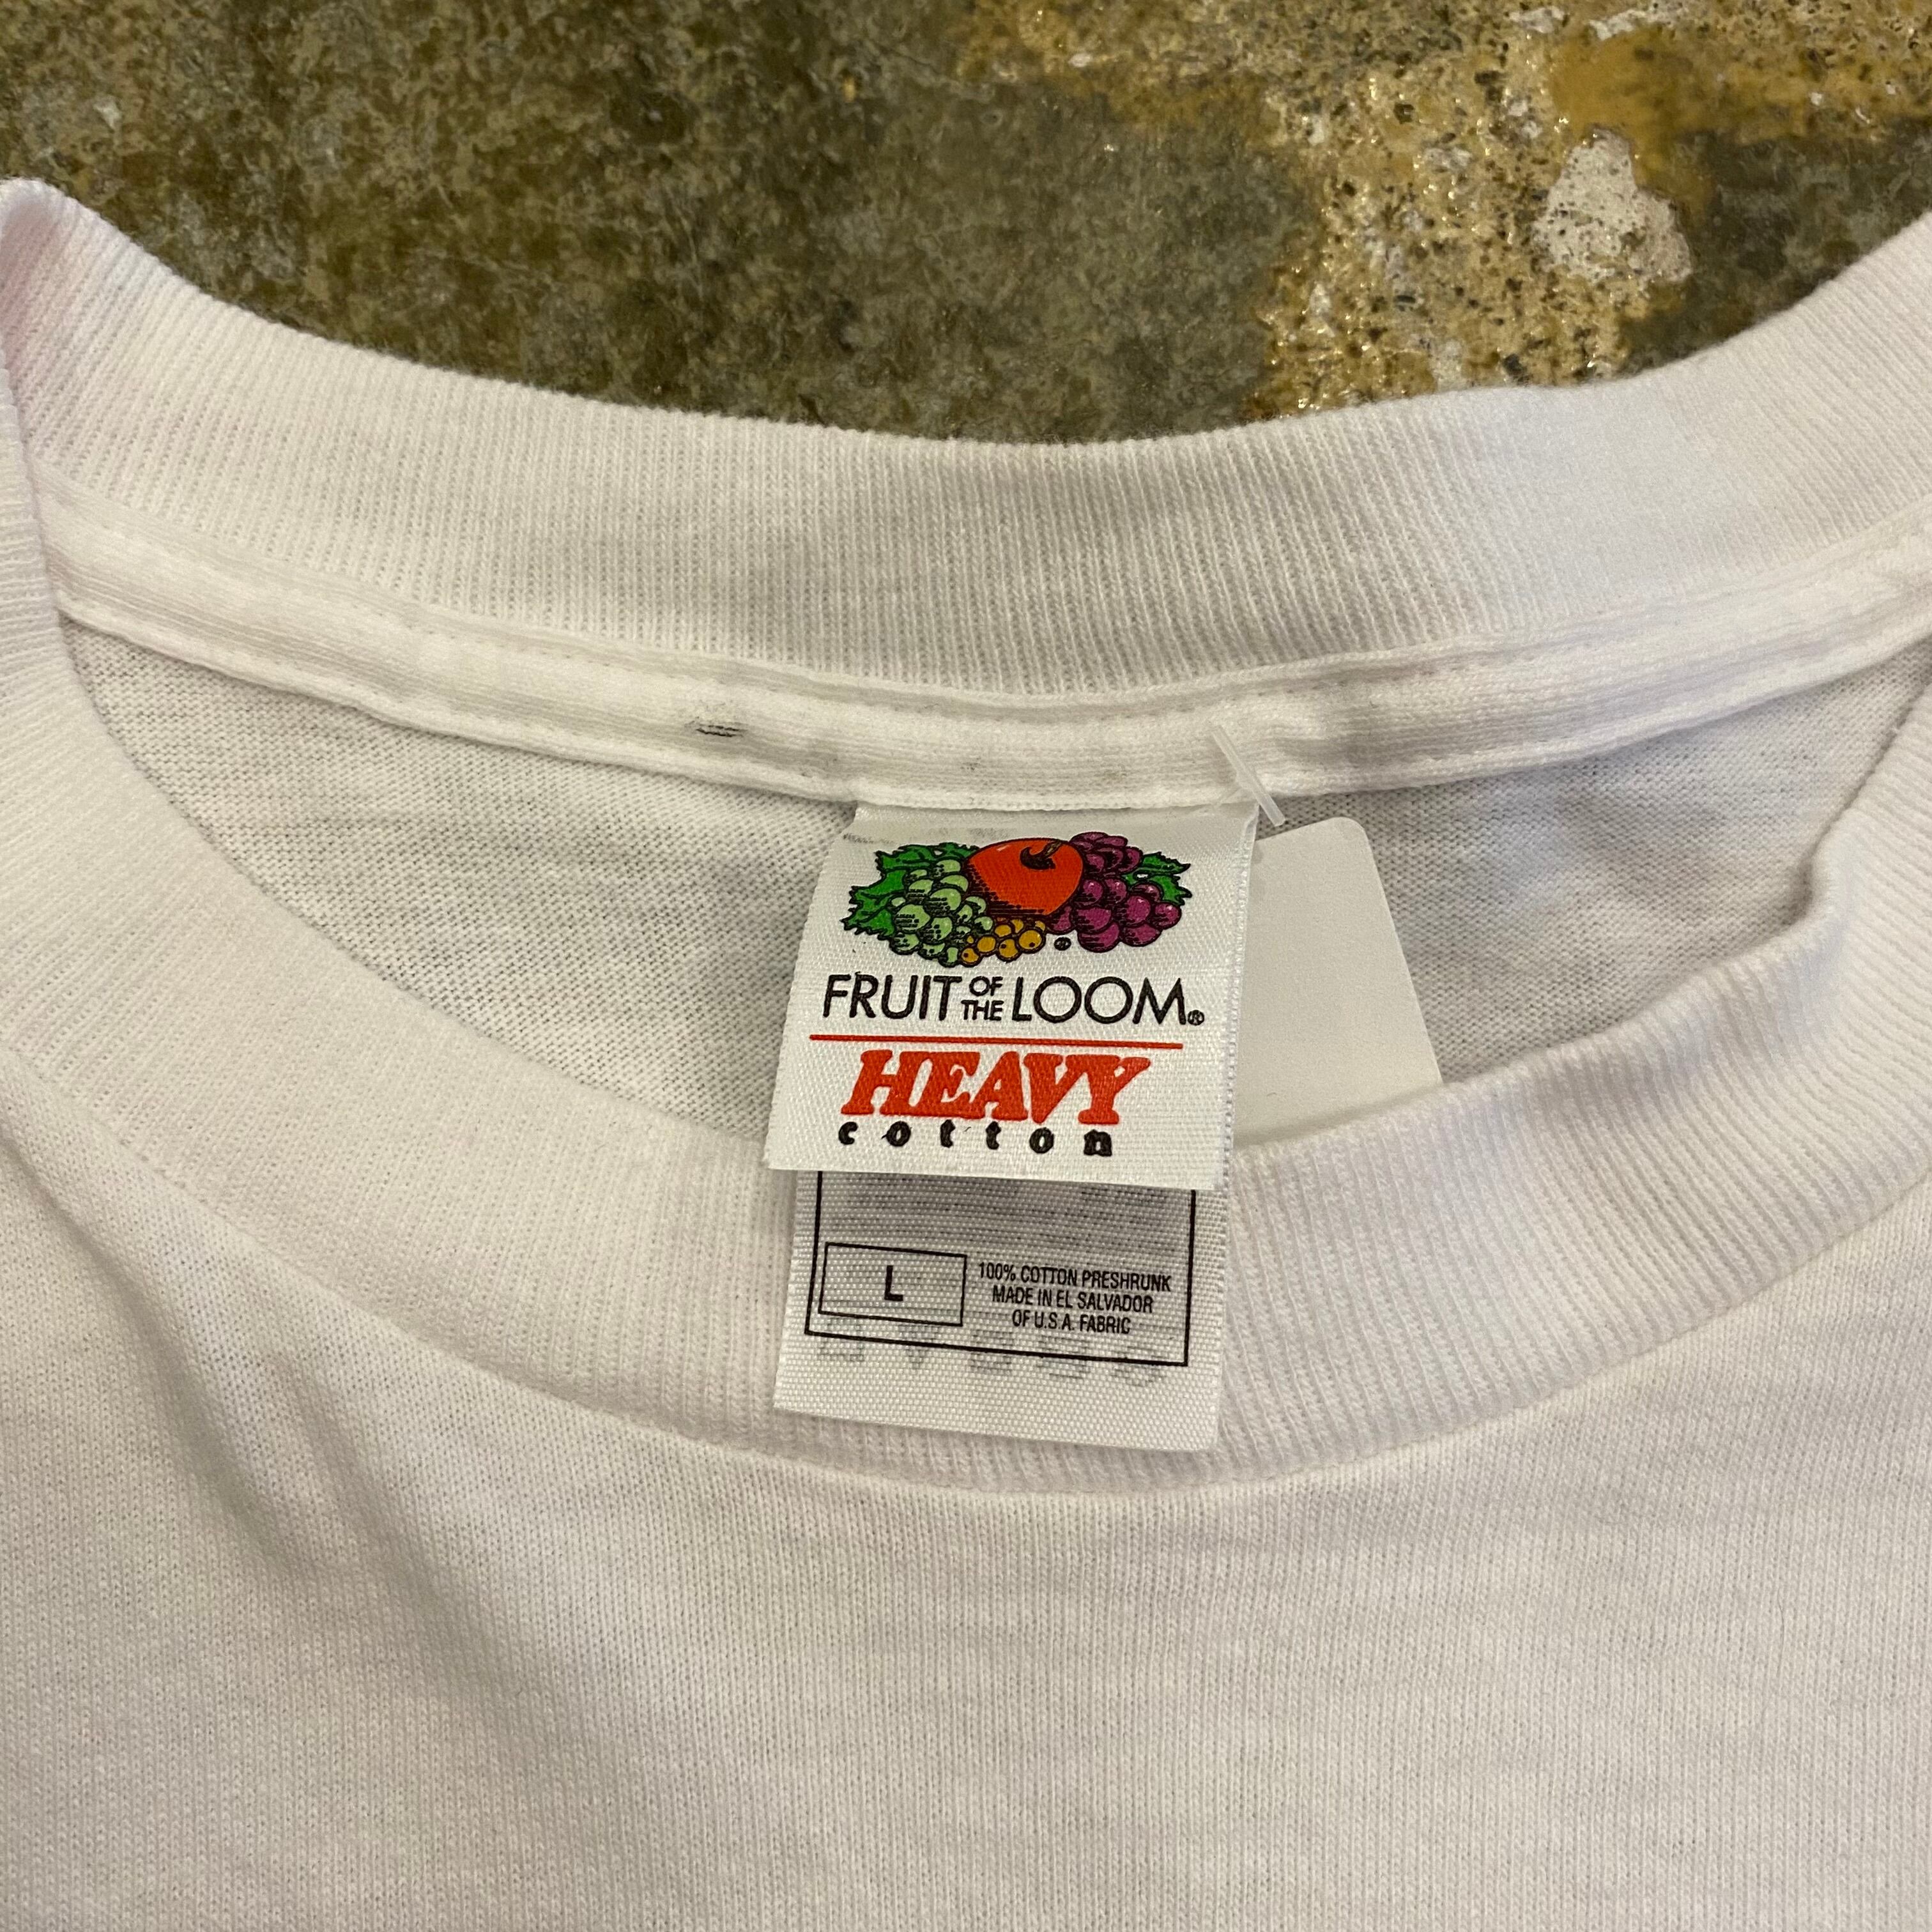 FRUIT OF THE LOOM®
HEAVY
cotton
L
100% COTTON PRESHRUNK
MADE IN EL SALVADOR
OF U.S.A. FABRIC